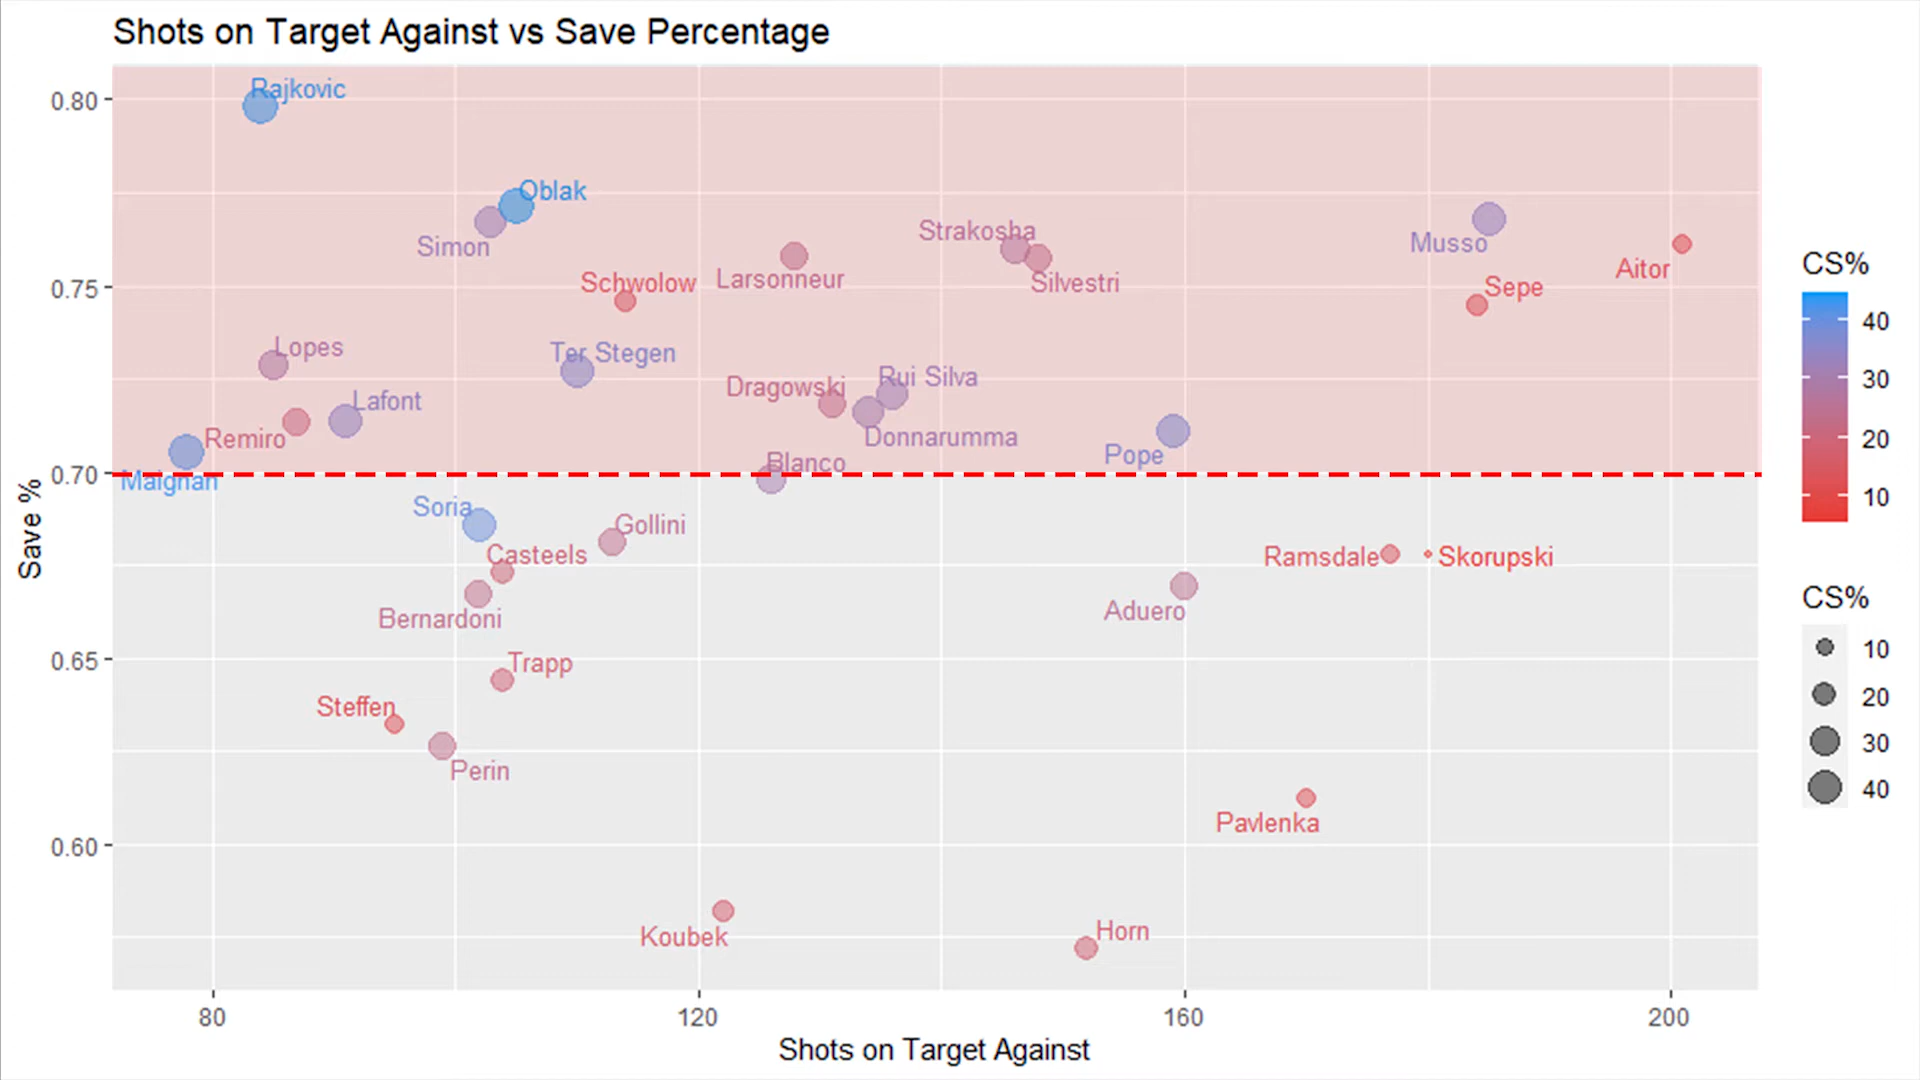 Shots on Target Against vs Save Percentage
Rajkovic
0.80
Oblak
Simon
Strakosha
Musso
Aitor
Larsonneur
Silvestri
Schwolow
Sepe
0.75
Lopes
Ter Stegen
Rui Silva
Dragowski
Lafont
Remiro
Donnarumma
Pope
Blanco
0.70
Maignan
Soria
Gollini
Casteels
Ramsdale
Skorupski
Bernardoni
Aduero
0.65
Trapp
Steffen
Perin
Pavlenka
0.60
Koubek
Horn
Save %
80
120
160
200
Shots on Target Against
CS%
40
30
20
10
CS%
10
20
30
40